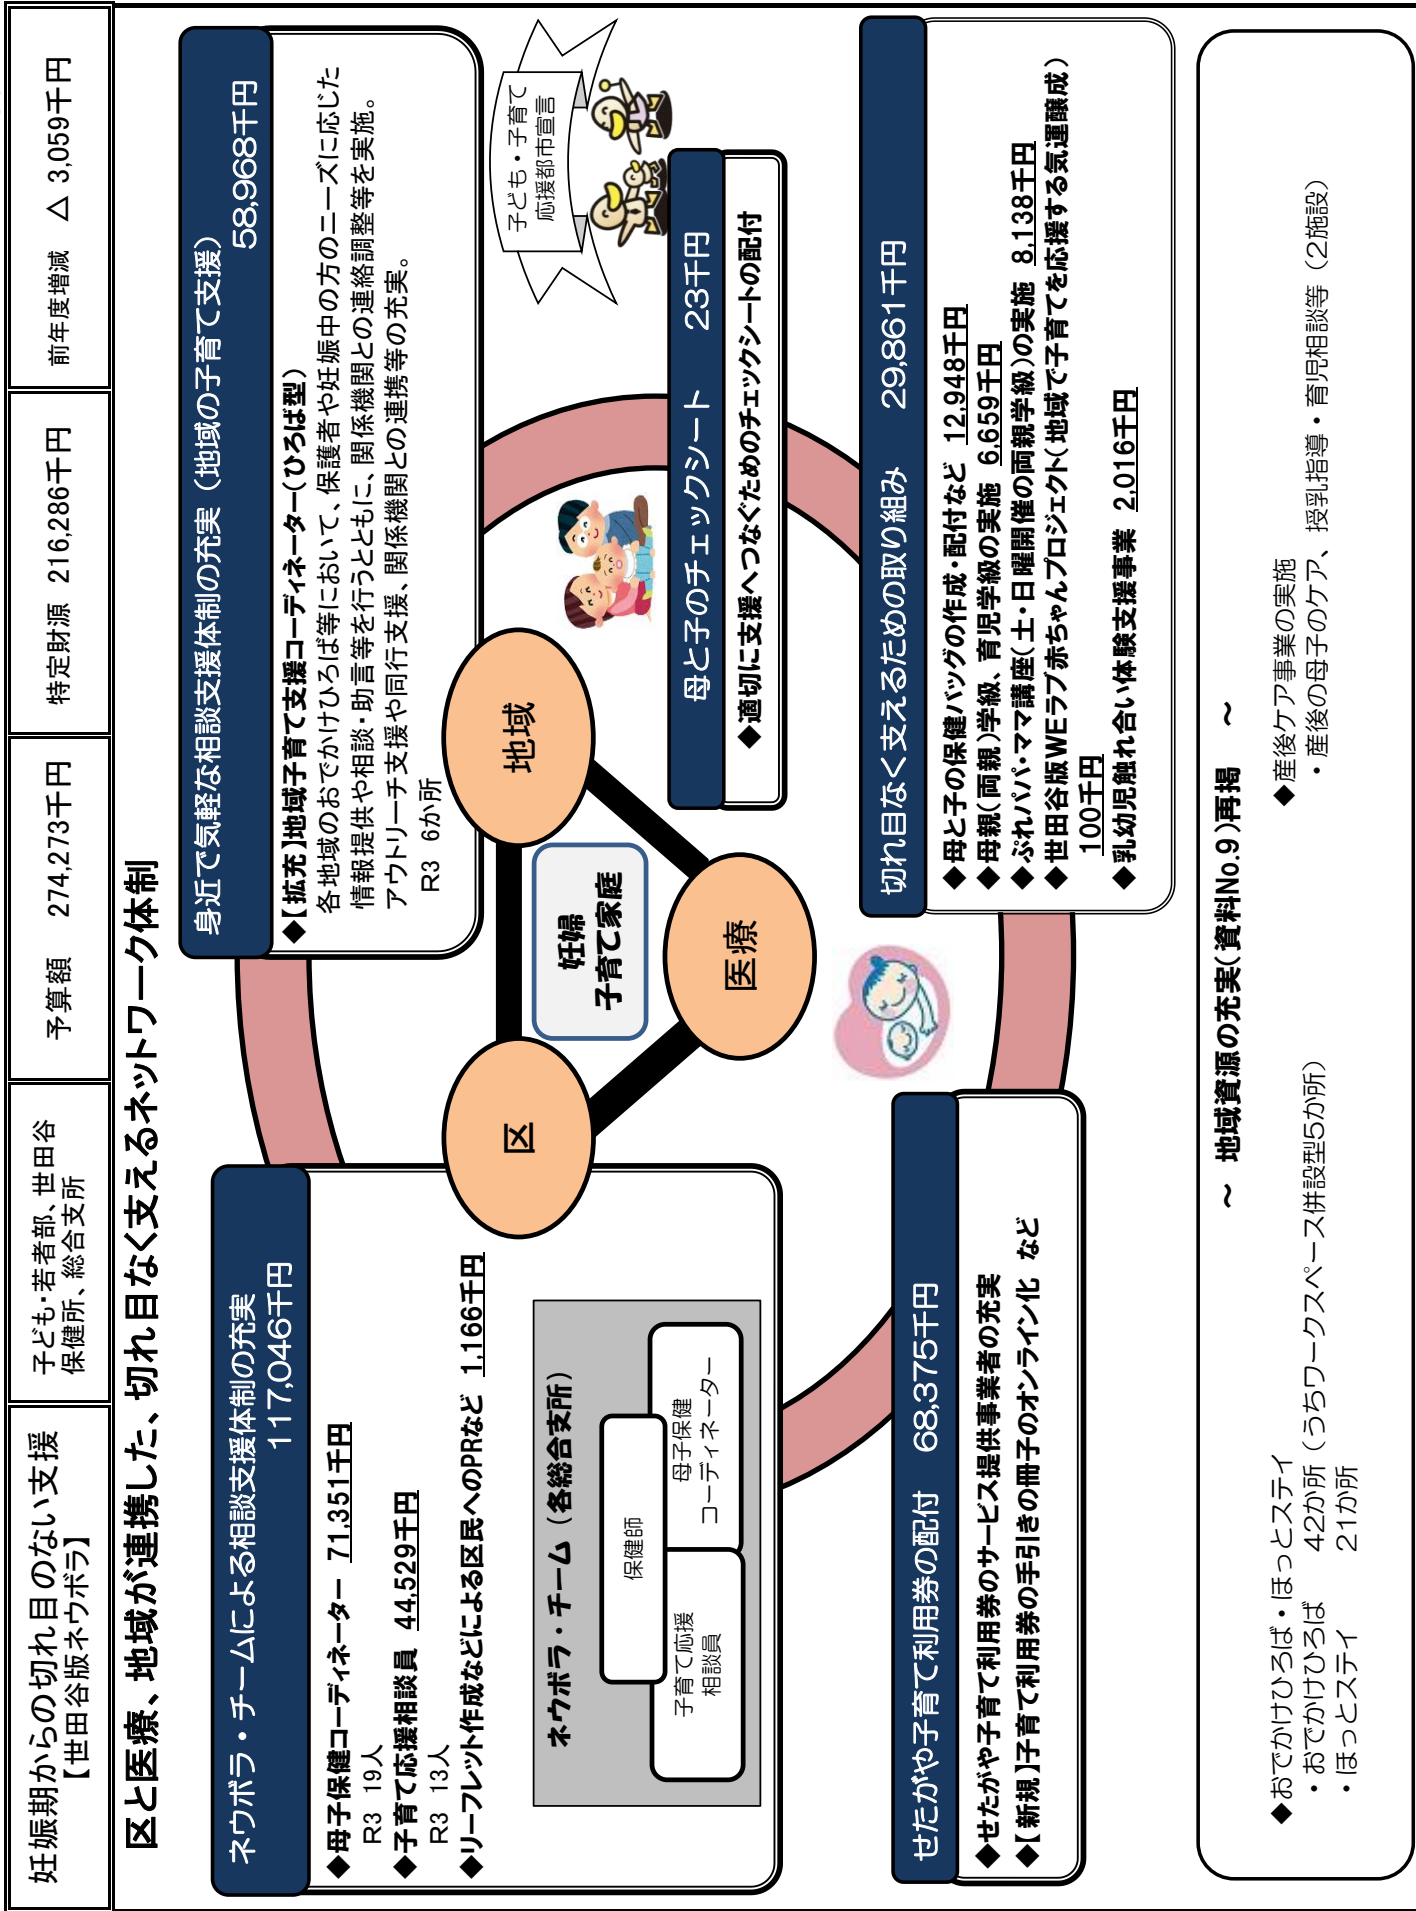 妊娠期からの切れ目のない支援
【世田谷版ネウボラ】
子ども・若者部、世田谷
保健所、総合支所
予算額 274,273千円
特定財源 216,286千円
前年度増減 △ 3,059千円
区と医療、地域が連携した、切れ目なく支えるネットワーク体制
ネウボラ・チームによる相談支援体制の充実
117,046千円
◆母子保健コーディネーター 71,351千円
R3 19人
◆子育て応援相談員 44,529千円
R3 13人
◆リーフレット作成などによる区民へのPRなど 1,166千円
ネウボラ・チーム（各総合支所）
保健師
子育て応援
相談員
母子保健
コーディネーター
身近で気軽な相談支援体制の充実（地域の子育て支援）
58,968千円
◆【拡充】地域子育て支援コーディネーター（ひろば型）
各地域のおでかけひろば等において、保護者や妊娠中の方のニーズに応じた
情報提供や相談・助言等を行うとともに、関係機関との連絡調整等を実施。
アウトリーチ支援や同行支援、関係機関との連携等の充実。
R3 6か所
子ども・子育て
応援都市宣言
区
地域
医療
妊婦
子育て家庭
母と子のチェックシート 23千円
◆適切に支援へつなぐためのチェックシートの配付
せたがや子育て利用券の配付 68,375千円
◆せたがや子育て利用券のサービス提供事業者の充実
◆【新規】子育て利用券の手引きの冊子のオンライン化 など
切れ目なく支えるための取り組み 29,861千円
◆母と子の保健バッグの作成・配付など 12,948千円
◆母親（両親）学級、育児学級の実施 6,659千円
◆ぷれパパ・ママ講座（土・日曜開催の両親学級）の実施 8,138千円
◆世田谷版WEラブ赤ちゃんプロジェクト（地域で子育てを応援する気運醸成）
100千円
◆乳幼児触れ合い体験支援事業 2,016千円
～ 地域資源の充実（資料No.9）再掲 ～
◆おでかけひろば・ほっとステイ
・おでかけひろば 42か所（うちワークスペース併設型5か所）
・ほっとステイ 21か所
◆産後ケア事業の実施
・産後の母子のケア、授乳指導・育児相談等（2施設）